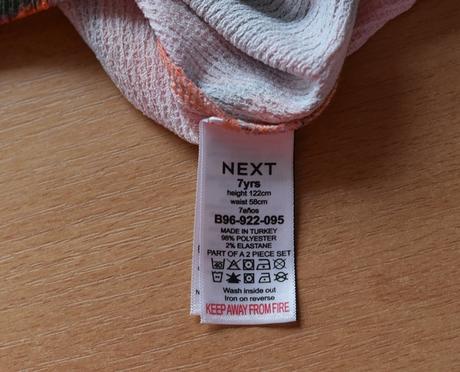 NEXT
7yrs
height 122cm
waist 58cm
7años
B96-922-095
MADE IN TURKEY
98% POLYESTER
2% ELASTANE
PART OF A 2 PIECE SET
Wash inside out
Iron on reverse
KEEP AWAY FROM FIRE